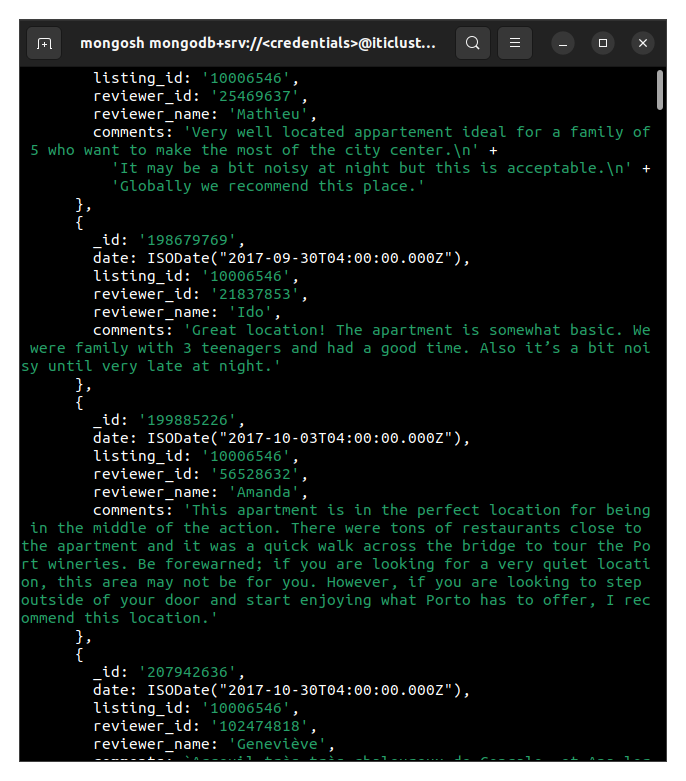 mongosh mongodb+srv://<credentials>@iticlust...
listing_id: '10006546',
reviewer_id: '25469637',
reviewer_name: 'Mathieu',
comments: 'Very well located appartement ideal for a family of
5 who want to make the most of the city center.\n' +
'It may be a bit noisy at night but this is acceptable.\n' +
'Globally we recommend this place.'
},
{
_id: '198679769',
date: ISODate("2017-09-30T04:00:00.000Z"),
listing_id: '10006546',
reviewer_id: '21837853',
reviewer_name: 'Ido',
comments: 'Great location! The apartment is somewhat basic. We
were family with 3 teenagers and had a good time. Also it’s a bit noi
sy until very late at night.'
},
{
_id: '199885226',
date: ISODate("2017-10-03T04:00:00.000Z"),
listing_id: '10006546',
reviewer_id: '56528632',
reviewer_name: 'Amanda',
comments: 'This apartment is in the perfect location for being
in the middle of the action. There were tons of restaurants close to
the apartment and it was a quick walk across the bridge to tour the Po
rt wineries. Be forewarned; if you are looking for a very quiet locati
on, this area may not be for you. However, if you are looking to step
outside of your door and start enjoying what Porto has to offer, I rec
ommend this location.'
},
{
_id: '207942636',
date: ISODate("2017-10-30T04:00:00.000Z"),
listing_id: '10006546',
reviewer_id: '102474818',
reviewer_name: 'Geneviève',